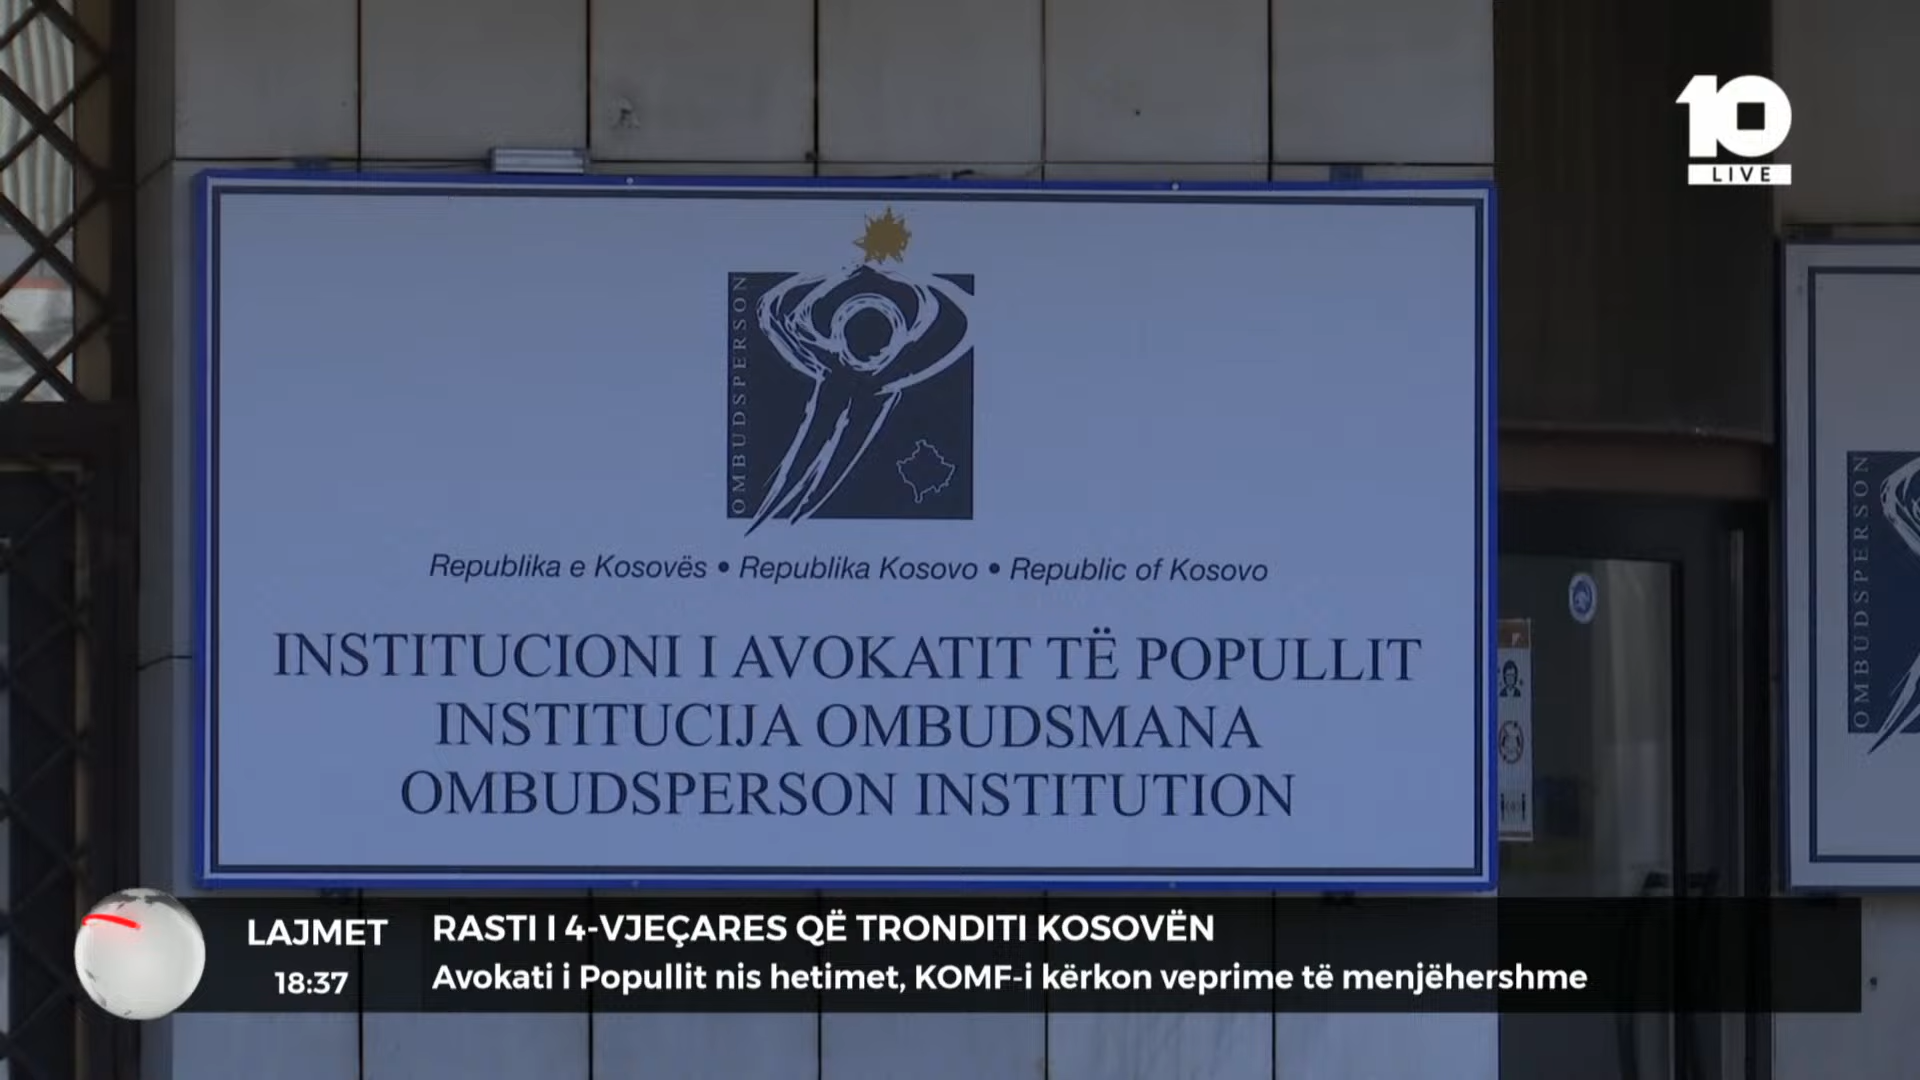 10
LIVE
OMBUDSPERSON
Republika e Kosovës • Republika Kosovo • Republic of Kosovo
INSTITUCIONI I AVOKATIT TË POPULLIT
INSTITUCIJA OMBUDSMANA
OMBUDSPERSON INSTITUTION
OMBUDSPERSON
LAJMET
18:37
RASTI I 4-VJEÇARES QË TRONDITI KOSOVËN
Avokati i Popullit nis hetimet, KOMF-i kërkon veprime të menjëhershme